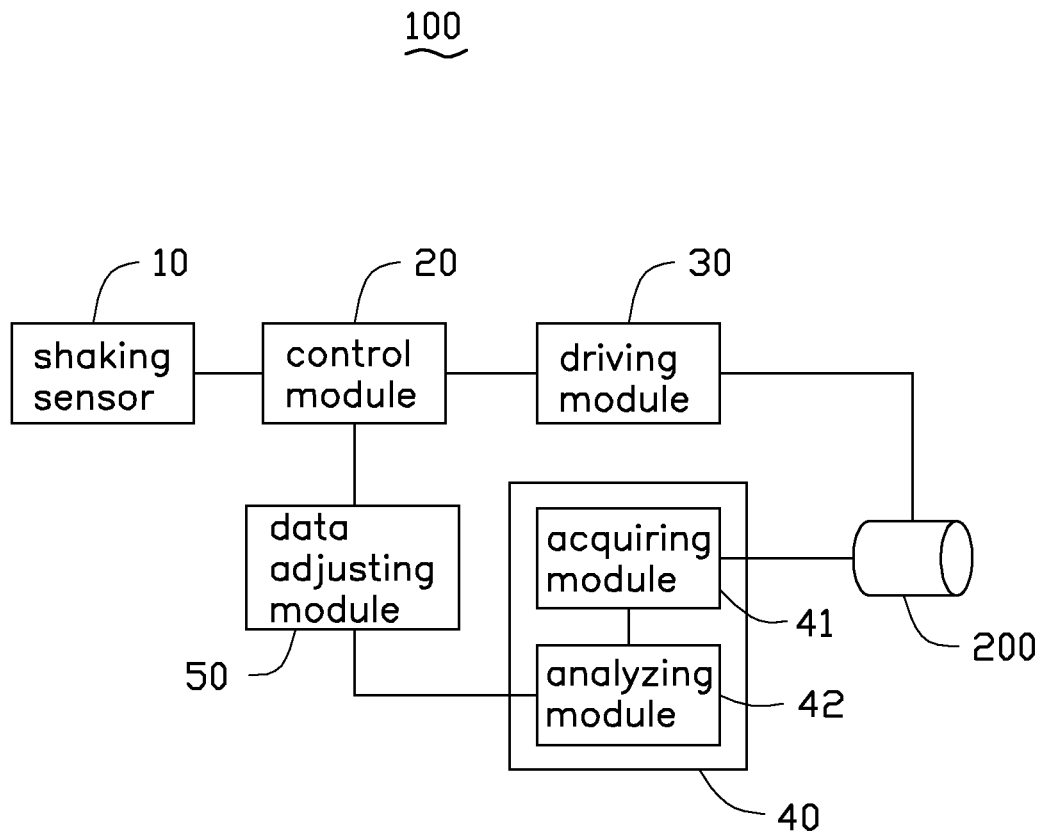 100
10
20
30
shaking
sensor
control
module
driving
module
data
adjusting
module
acquiring
module
41
200
50
analyzing
module
42
40